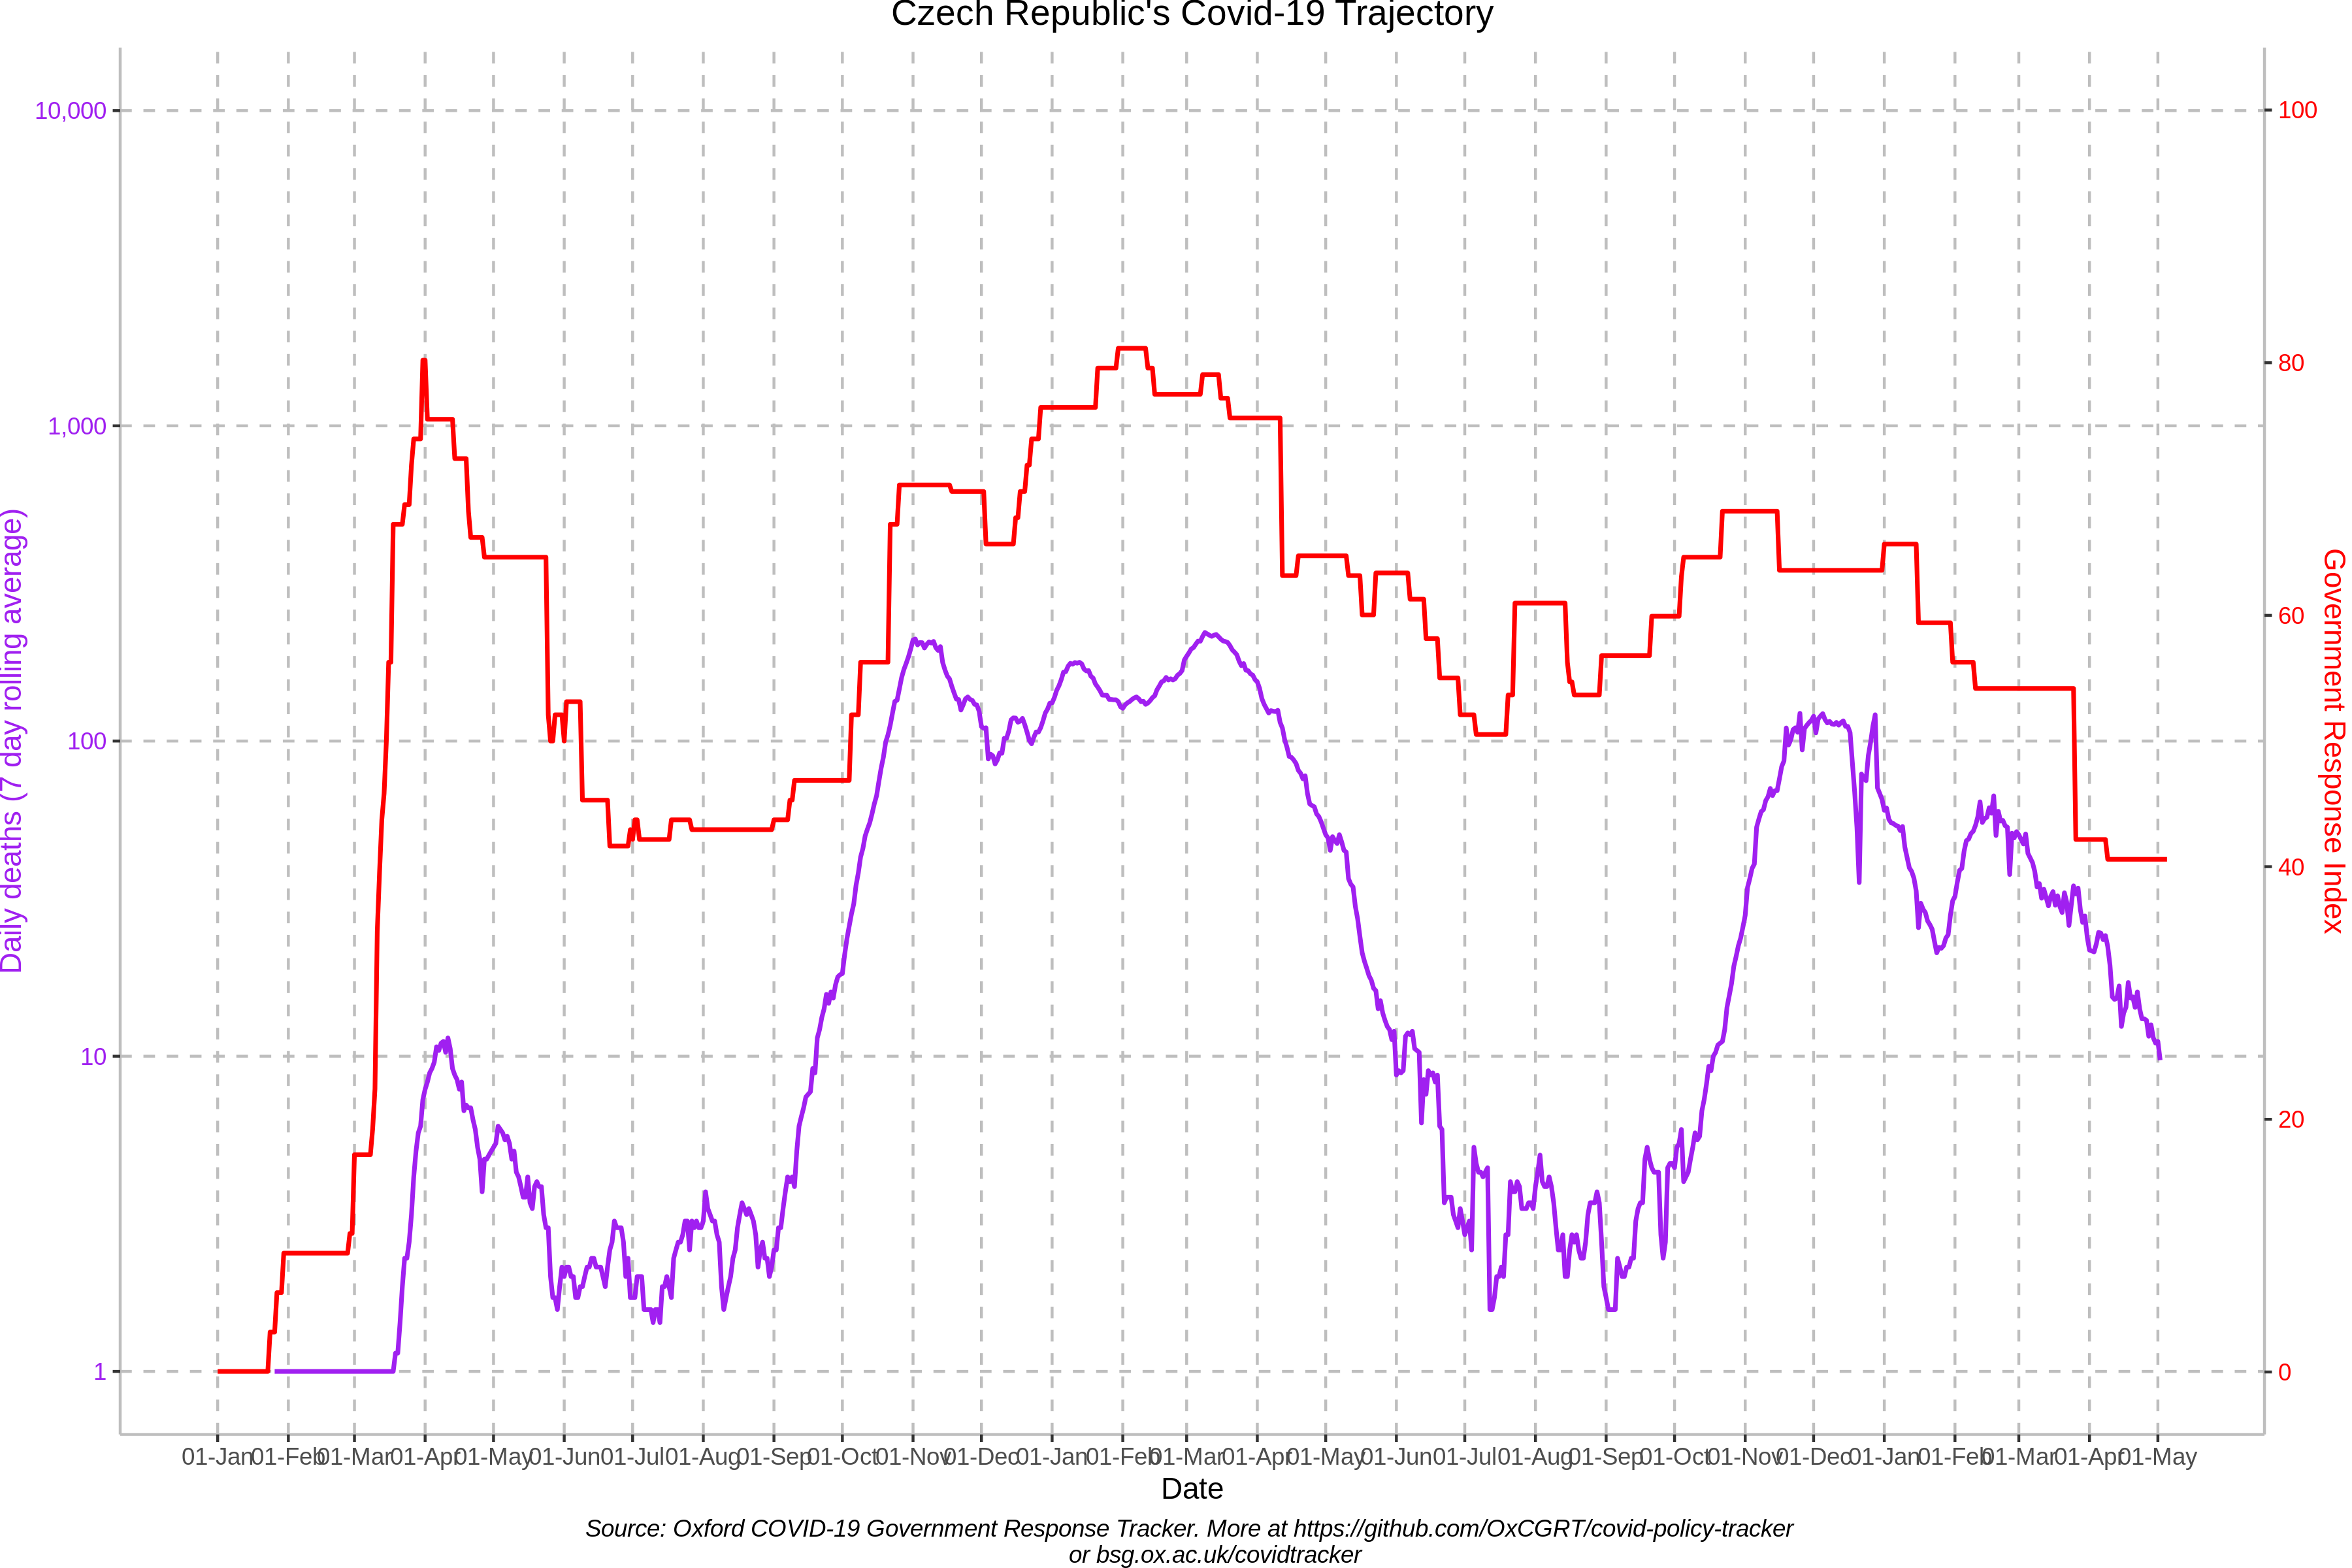 Czech Republic's Covid-19 Trajectory
10,000
1,000
100
10
1
Daily deaths (7 day rolling average)
100
80
60
40
20
0
Government Response Index
01-Jan 01-Feb 01-Mar 01-Apr 01-May 01-Jun 01-Jul 01-Aug 01-Sep 01-Oct 01-Nov 01-Dec 01-Jan 01-Feb 01-Mar 01-Apr 01-May 01-Jun 01-Jul 01-Aug 01-Sep 01-Oct 01-Nov 01-Dec 01-Jan 01-Feb 01-Mar 01-Apr 01-May
Date
Source: Oxford COVID-19 Government Response Tracker. More at https://github.com/OxCGRT/covid-policy-tracker
or bsg.ox.ac.uk/covidtracker